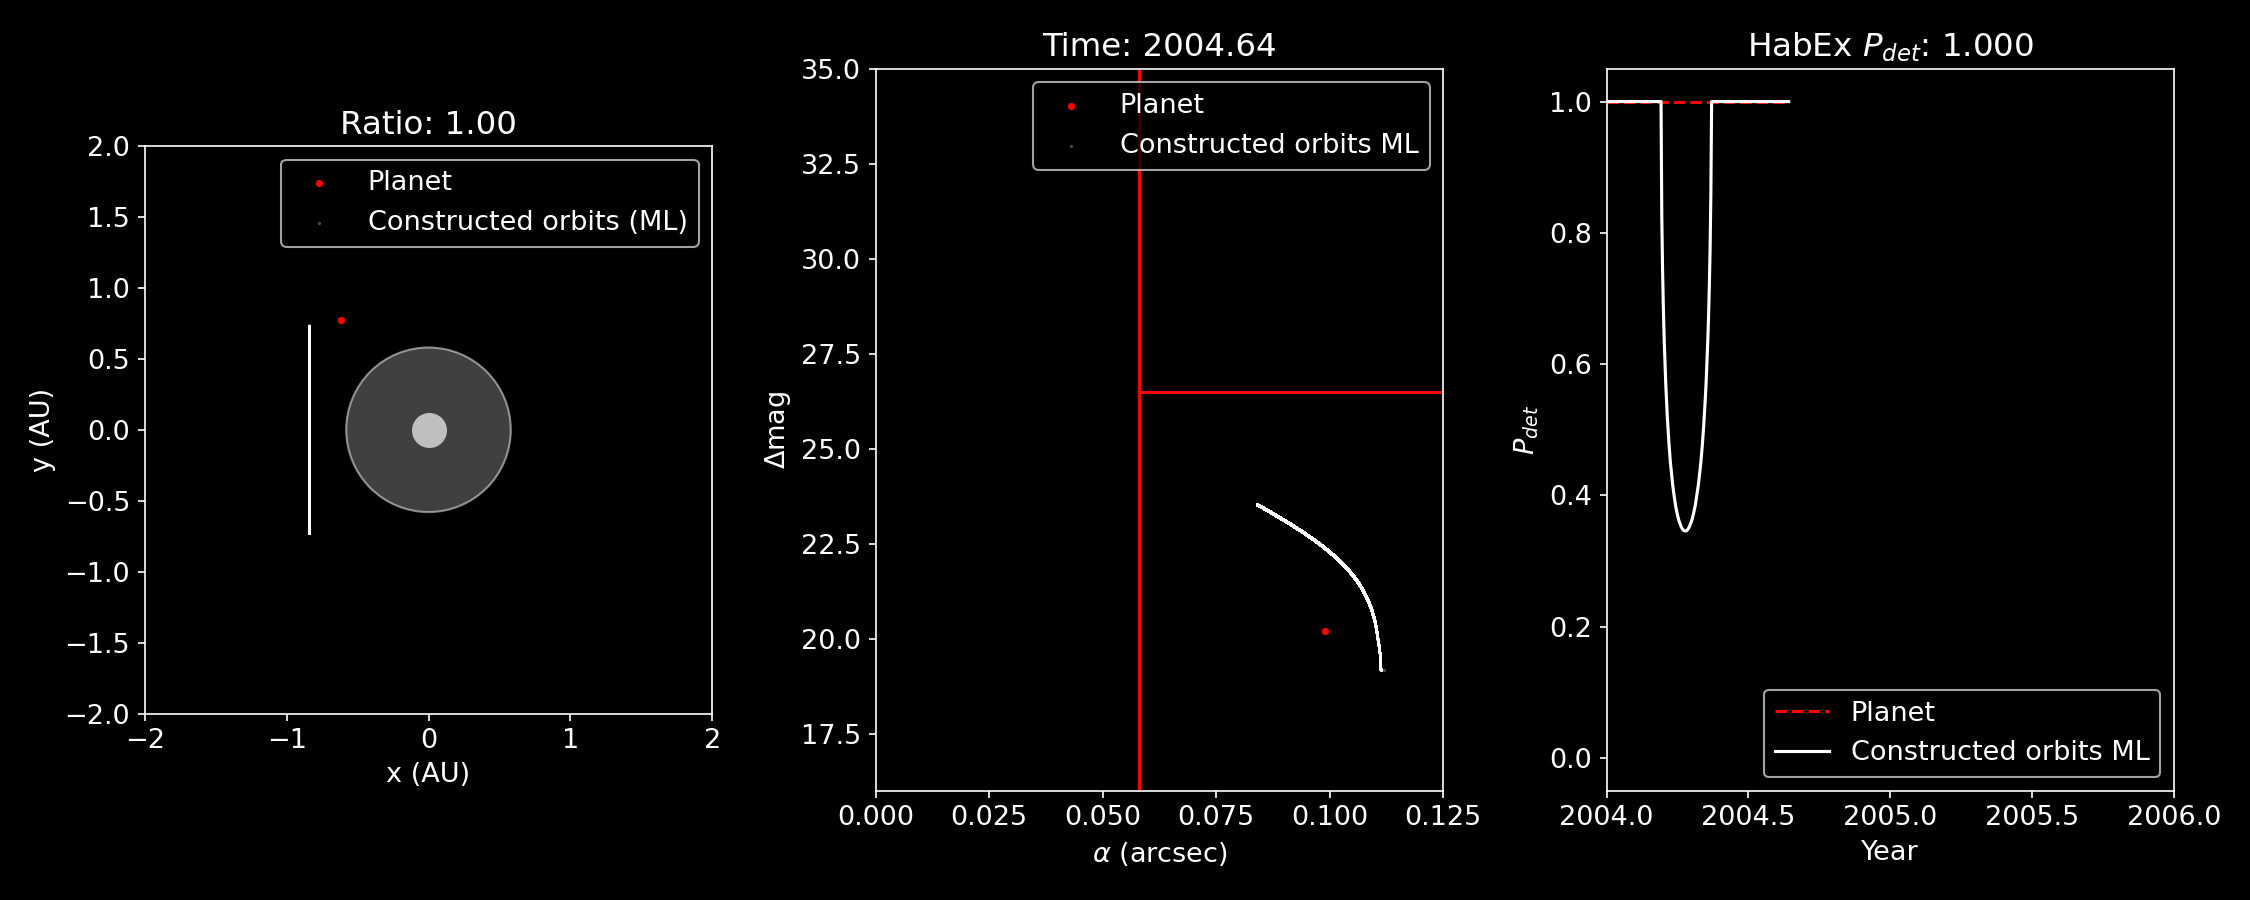 Ratio: 1.00
Planet
Constructed orbits (ML)
2.0
1.5
1.0
0.5
0.0
−0.5
−1.0
−1.5
−2.0
y (AU)
−2
−1
0
1
2
x (AU)
Time: 2004.64
Planet
Constructed orbits ML
35.0
32.5
30.0
27.5
25.0
22.5
20.0
17.5
Δmag
0.000
0.025
0.050
0.075
0.100
0.125
α (arcsec)
HabEx P_det: 1.000
1.0
0.8
0.6
0.4
0.2
0.0
P_det
Planet
Constructed orbits ML
2004.0
2004.5
2005.0
2005.5
2006.0
Year